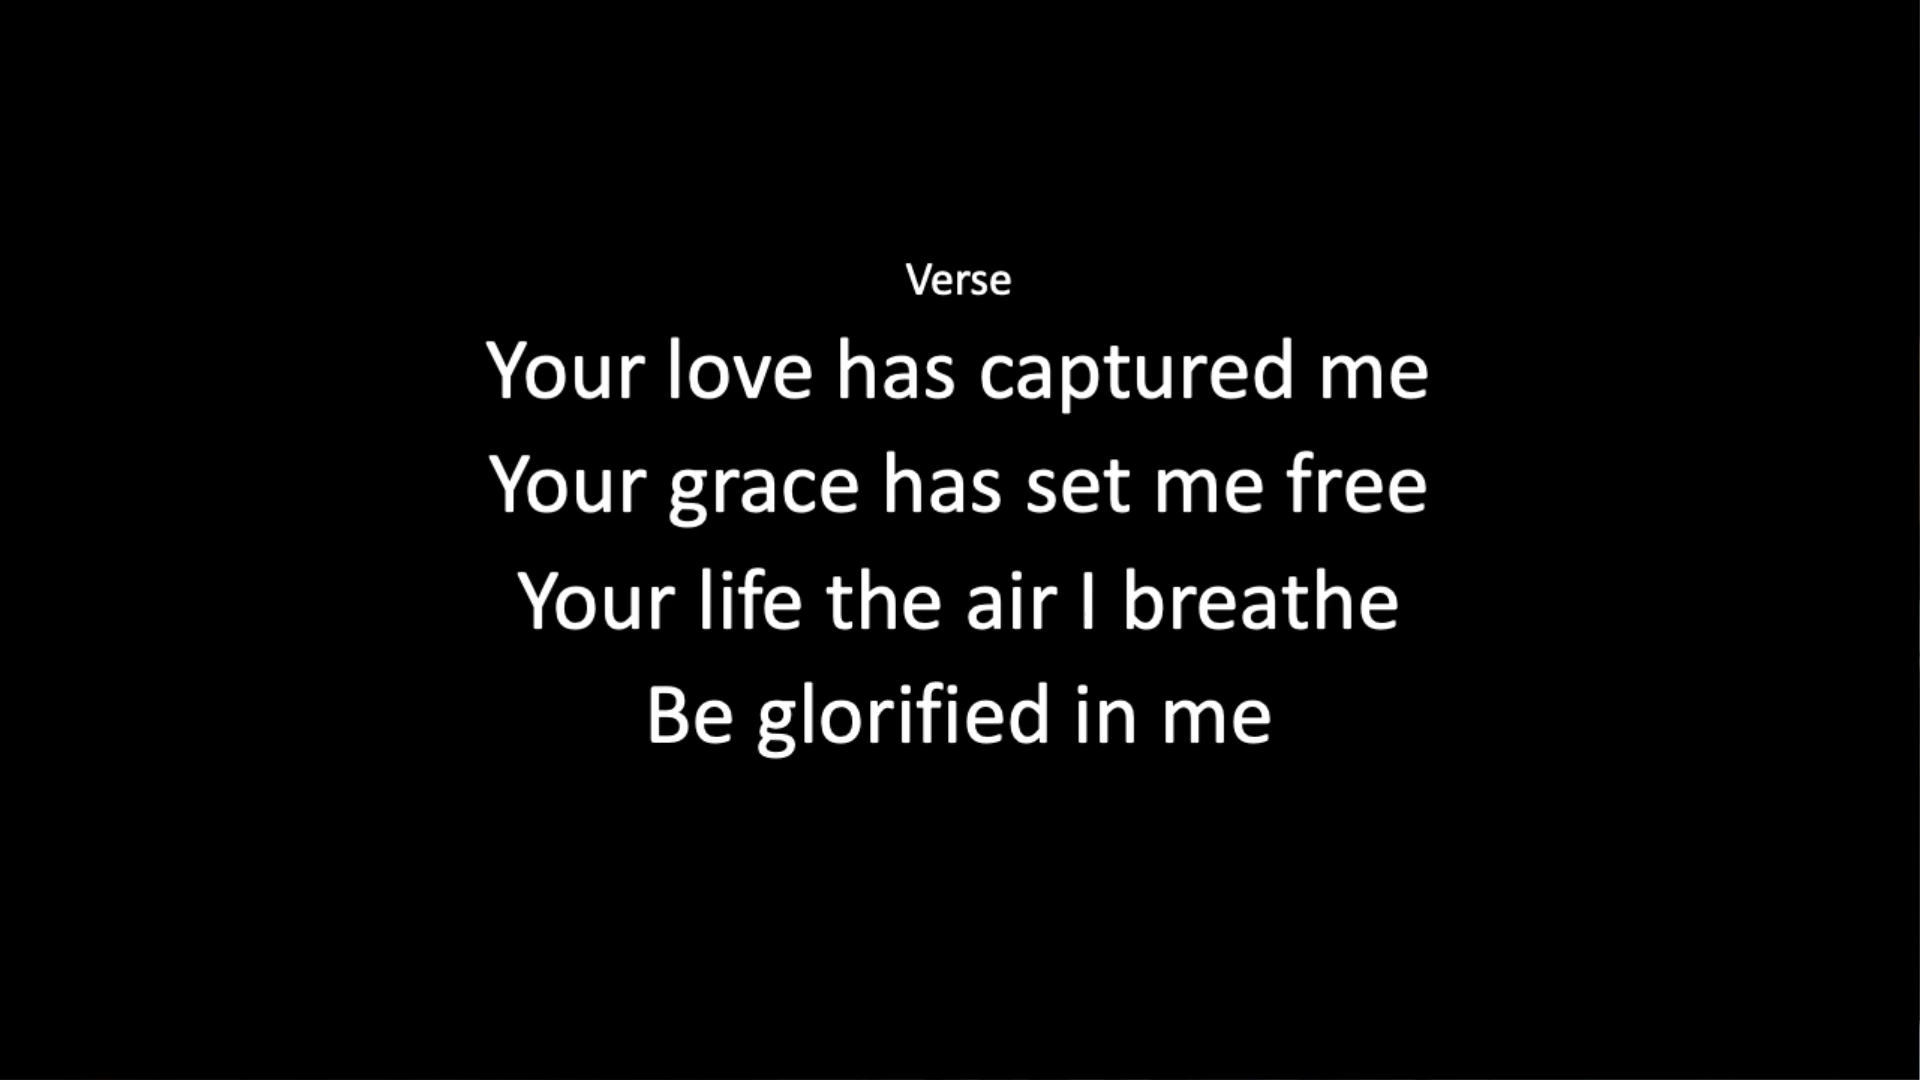 Verse
Your love has captured me
Your grace has set me free
Your life the air I breathe
Be glorified in me